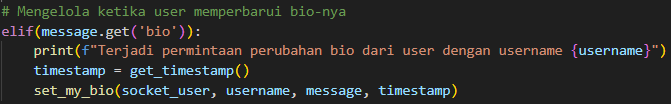 # Mengelola ketika user memperbarui bio-nya
elif(message.get('bio')):
    print(f"Terjadi permintaan perubahan bio dari user dengan username {username}")
    timestamp = get_timestamp()
    set_my_bio(socket_user, username, message, timestamp)